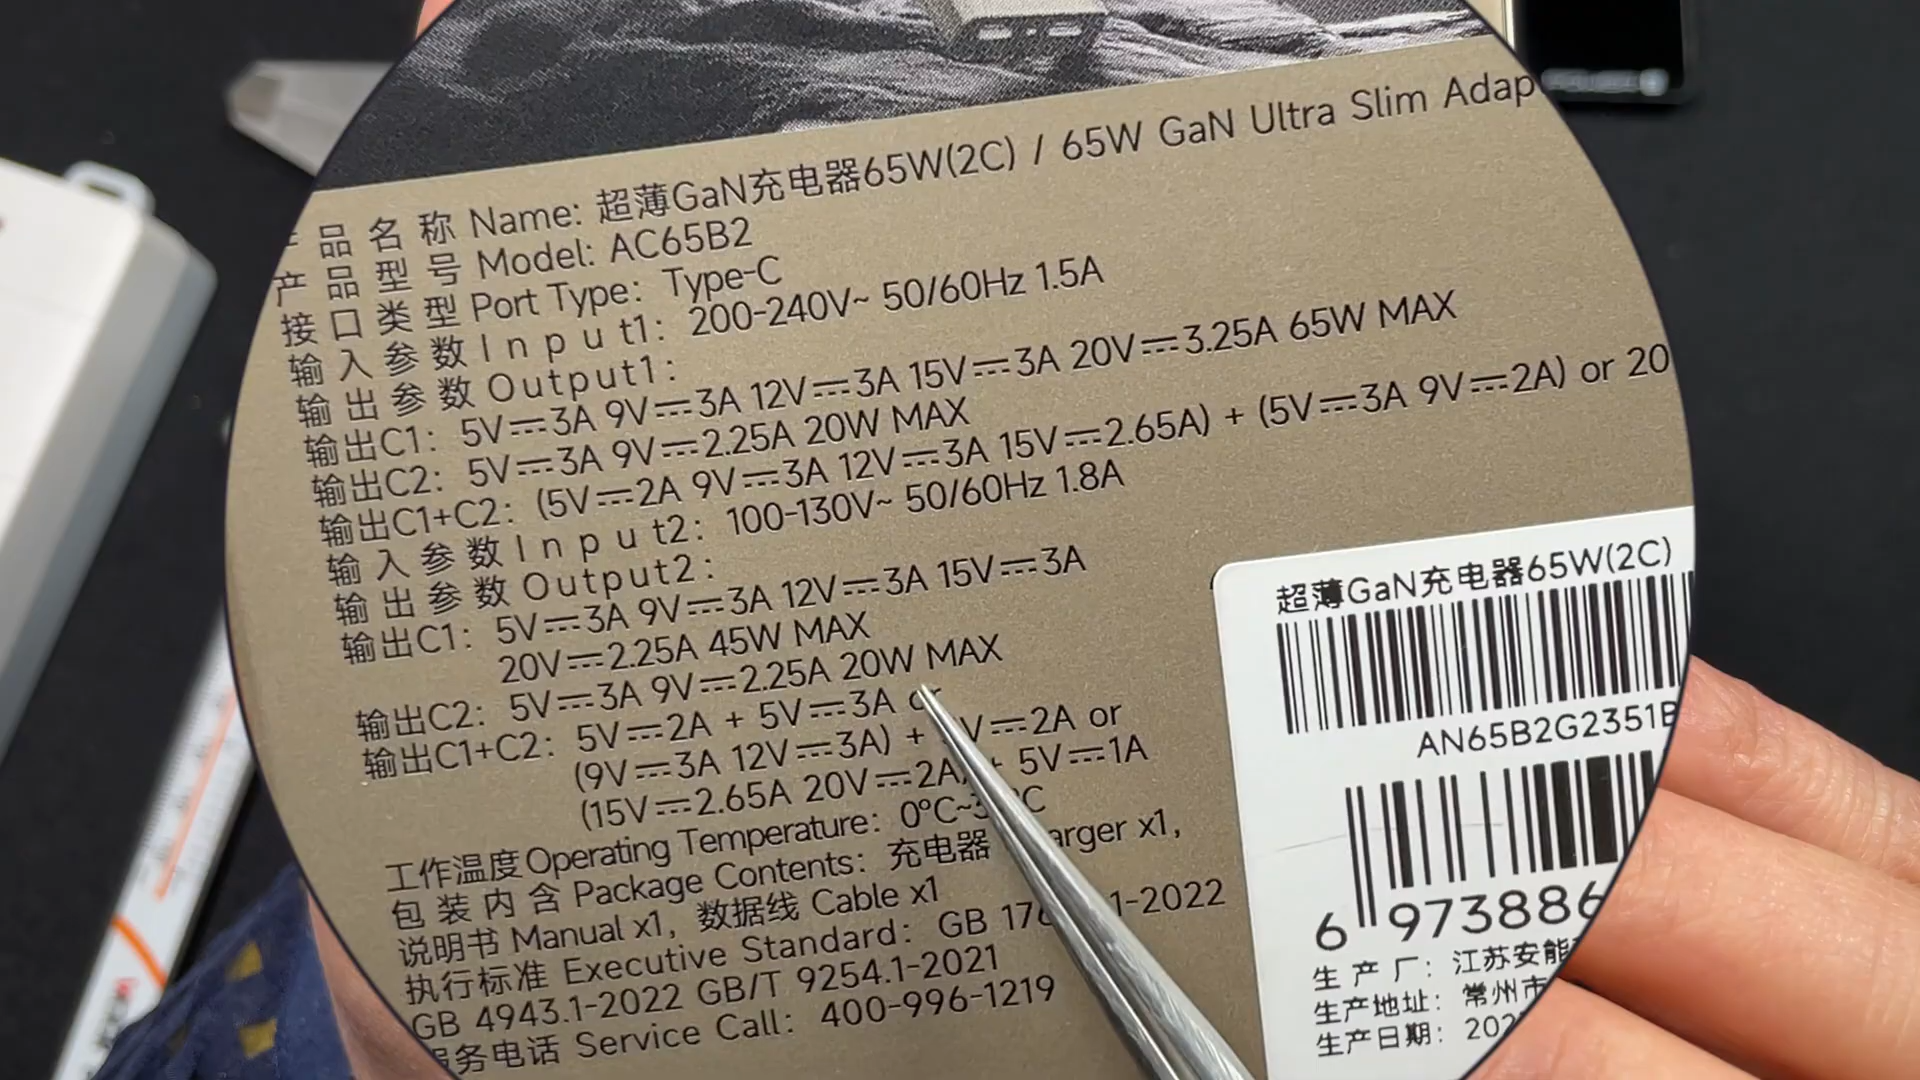 品名称 Name: 超薄GaN充电器65W(2C) / 65W GaN Ultra Slim
产品型号 Model: AC65B2
接口类型 Port Type: Type-C
输入参数 Input1: 200-240V~ 50/60Hz 1.5A
输出参数 Output1:
输出C1: 5V⎓3A 9V⎓3A 12V⎓3A 15V⎓3A 20V⎓3.25A 65W MAX
输出C2: 5V⎓3A 9V⎓2.25A 20W MAX
输出C1+C2: (5V⎓2A 9V⎓3A 12V⎓3A 15V⎓2.65A) + (5V⎓3A 9V⎓2A) or 20
输入参数 Input2: 100-130V~ 50/60Hz 1.8A
输出参数 Output2:
输出C1: 5V⎓3A 9V⎓3A 12V⎓3A 15V⎓3A
20V⎓2.25A 45W MAX
输出C2: 5V⎓3A 9V⎓2.25A 20W MAX
输出C1+C2: 5V⎓2A + 5V⎓3A or
(9V⎓3A 12V⎓3A) + V⎓2A or
(15V⎓2.65A 20V⎓2A) + 5V⎓1A
工作温度 Operating Temperature: 0°C~
包装内含 Package Contents: 充电器 x1,
说明书 Manual x1, 数据线 Cable x1
执行标准 Executive Standard: GB 1-2022
GB 4943.1-2022 GB/T 9254.1-2021
务电话 Service Call: 400-996-1219
超薄GaN充电器65W(2C)
AN65B2G2351
6 973886
生产厂: 江苏安能
生产地址: 常州市
生产日期: 202